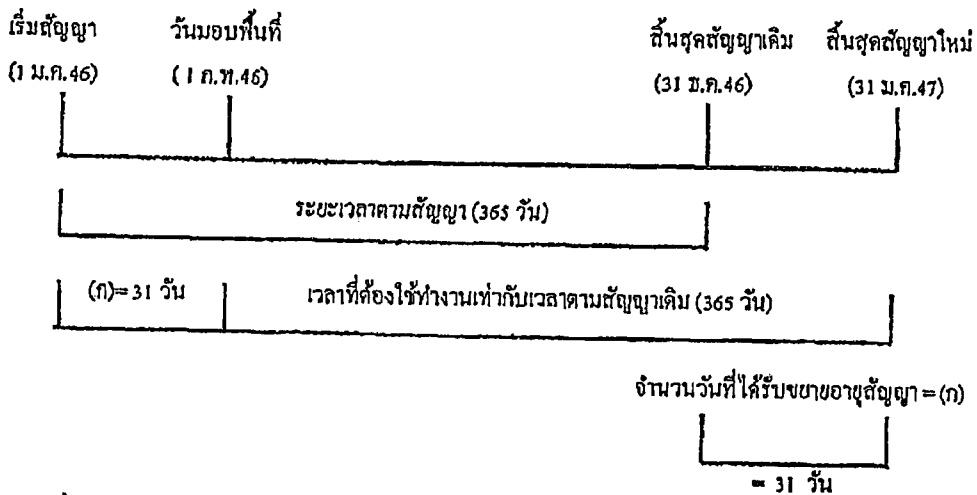 เริ่มสัญญา วันมอบพื้นที่ สิ้นสุดสัญญาเดิม สิ้นสุดสัญญาใหม่
(1 ม.ค.46) (1 ก.พ.46) (31 ธ.ค.46) (31 ม.ค.47)
ระยะเวลาตามสัญญา (365 วัน)
(ก)= 31 วัน เวลาที่ต้องใช้ทำงานเท่ากับเวลาตามสัญญาเดิม (365 วัน)
จำนวนวันที่ได้รับขยายอายุสัญญา = (ก)
= 31 วัน